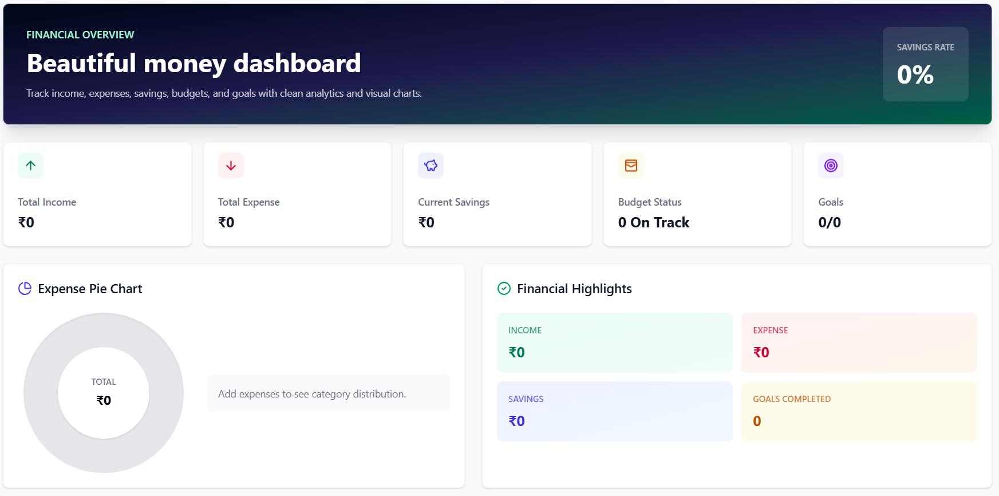 FINANCIAL OVERVIEW
Beautiful money dashboard
Track income, expenses, savings, budgets, and goals with clean analytics and visual charts.
SAVINGS RATE
0%
Total Income
₹0
Total Expense
₹0
Current Savings
₹0
Budget Status
0 On Track
Goals
0/0
Expense Pie Chart
TOTAL
₹0
Add expenses to see category distribution.
Financial Highlights
INCOME
₹0
EXPENSE
₹0
SAVINGS
₹0
GOALS COMPLETED
0